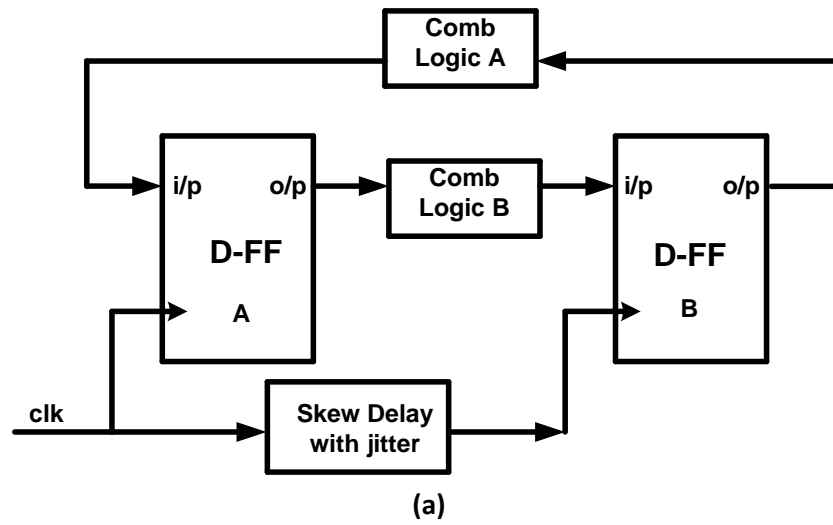 Comb
Logic A
i/p
o/p
D-FF
A
Comb
Logic B
i/p
o/p
D-FF
B
clk
Skew Delay
with jitter
(a)